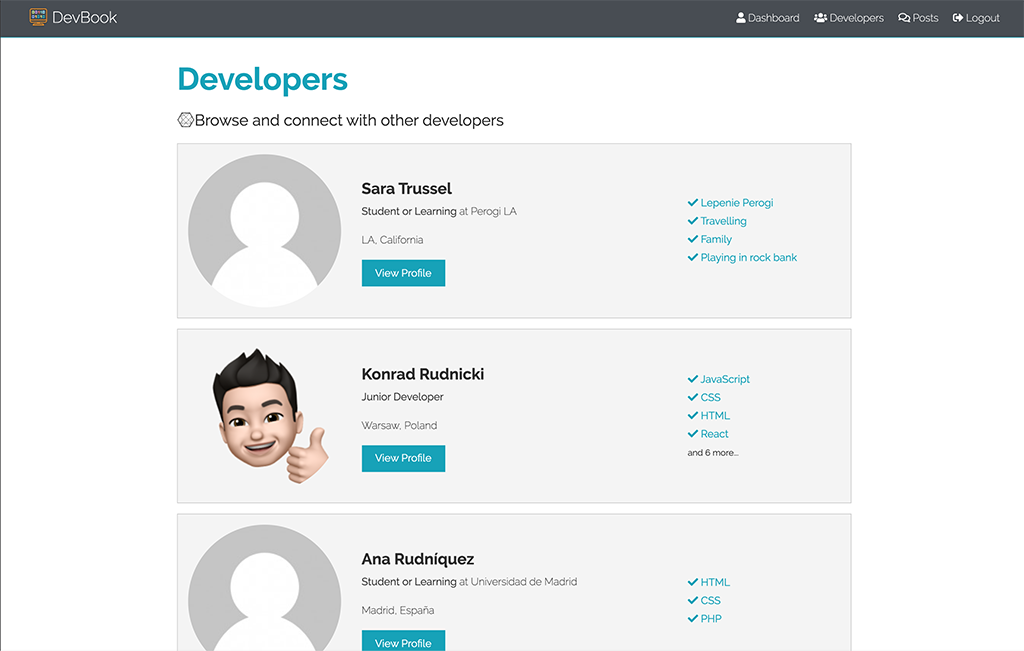 DevBook
Dashboard Developers Posts Logout
Developers
Browse and connect with other developers
Sara Trussel
Student or Learning at Perogi LA
LA, California
View Profile
Lepenie Perogi
Travelling
Family
Playing in rock bank
Konrad Rudnicki
Junior Developer
Warsaw, Poland
View Profile
JavaScript
CSS
HTML
React
and 6 more...
Ana Rudníquez
Student or Learning at Universidad de Madrid
Madrid, España
View Profile
HTML
CSS
PHP